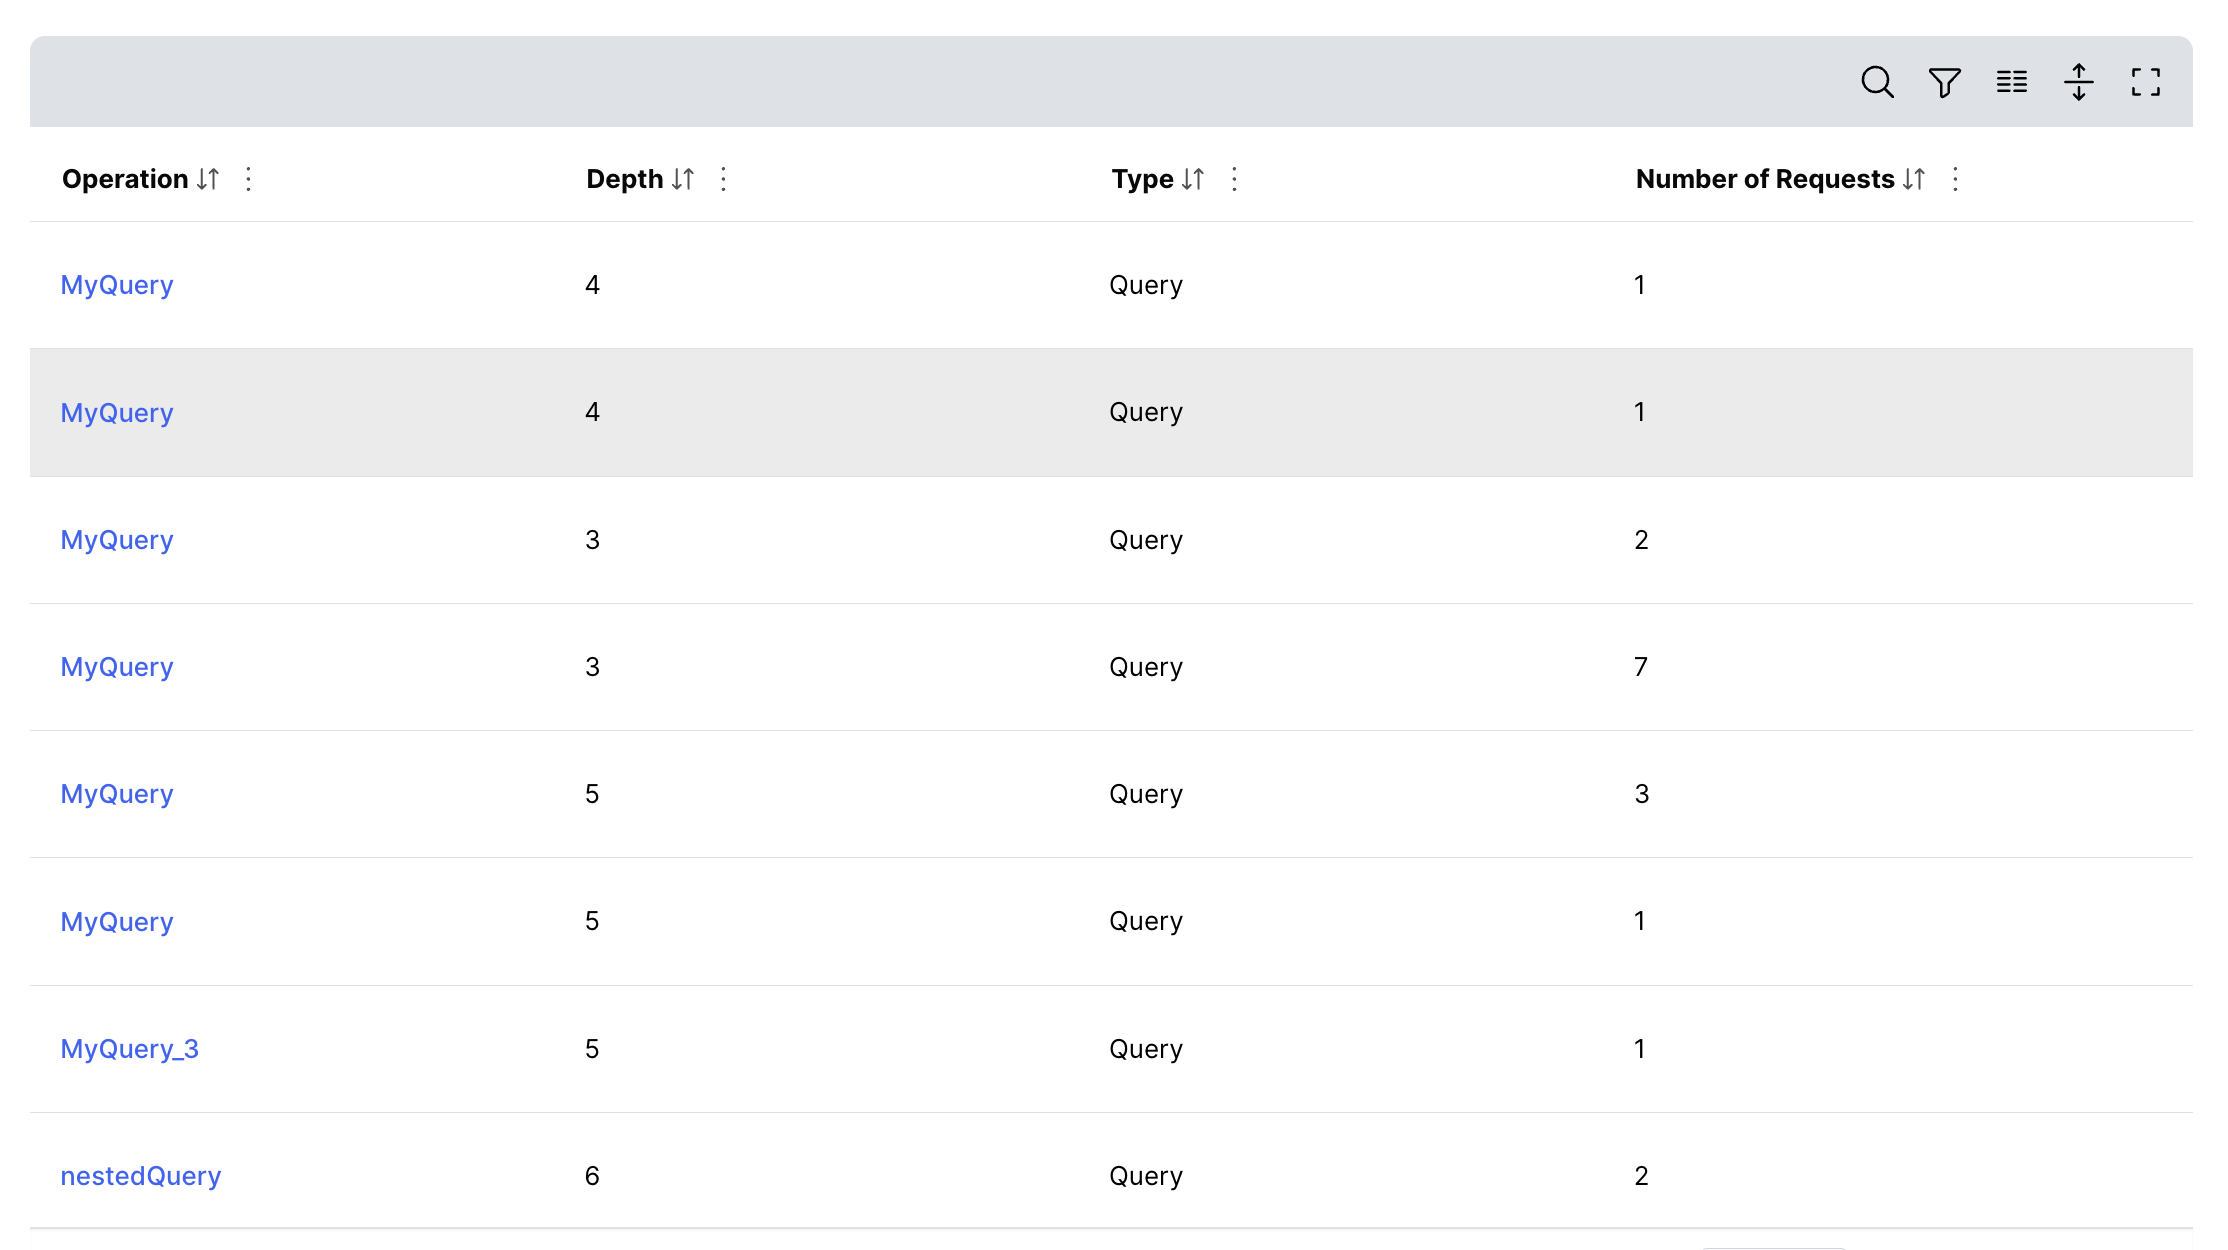 Operation Depth Type Number of Requests
MyQuery 4 Query 1
MyQuery 4 Query 1
MyQuery 3 Query 2
MyQuery 3 Query 7
MyQuery 5 Query 3
MyQuery 5 Query 1
MyQuery_3 5 Query 1
nestedQuery 6 Query 2